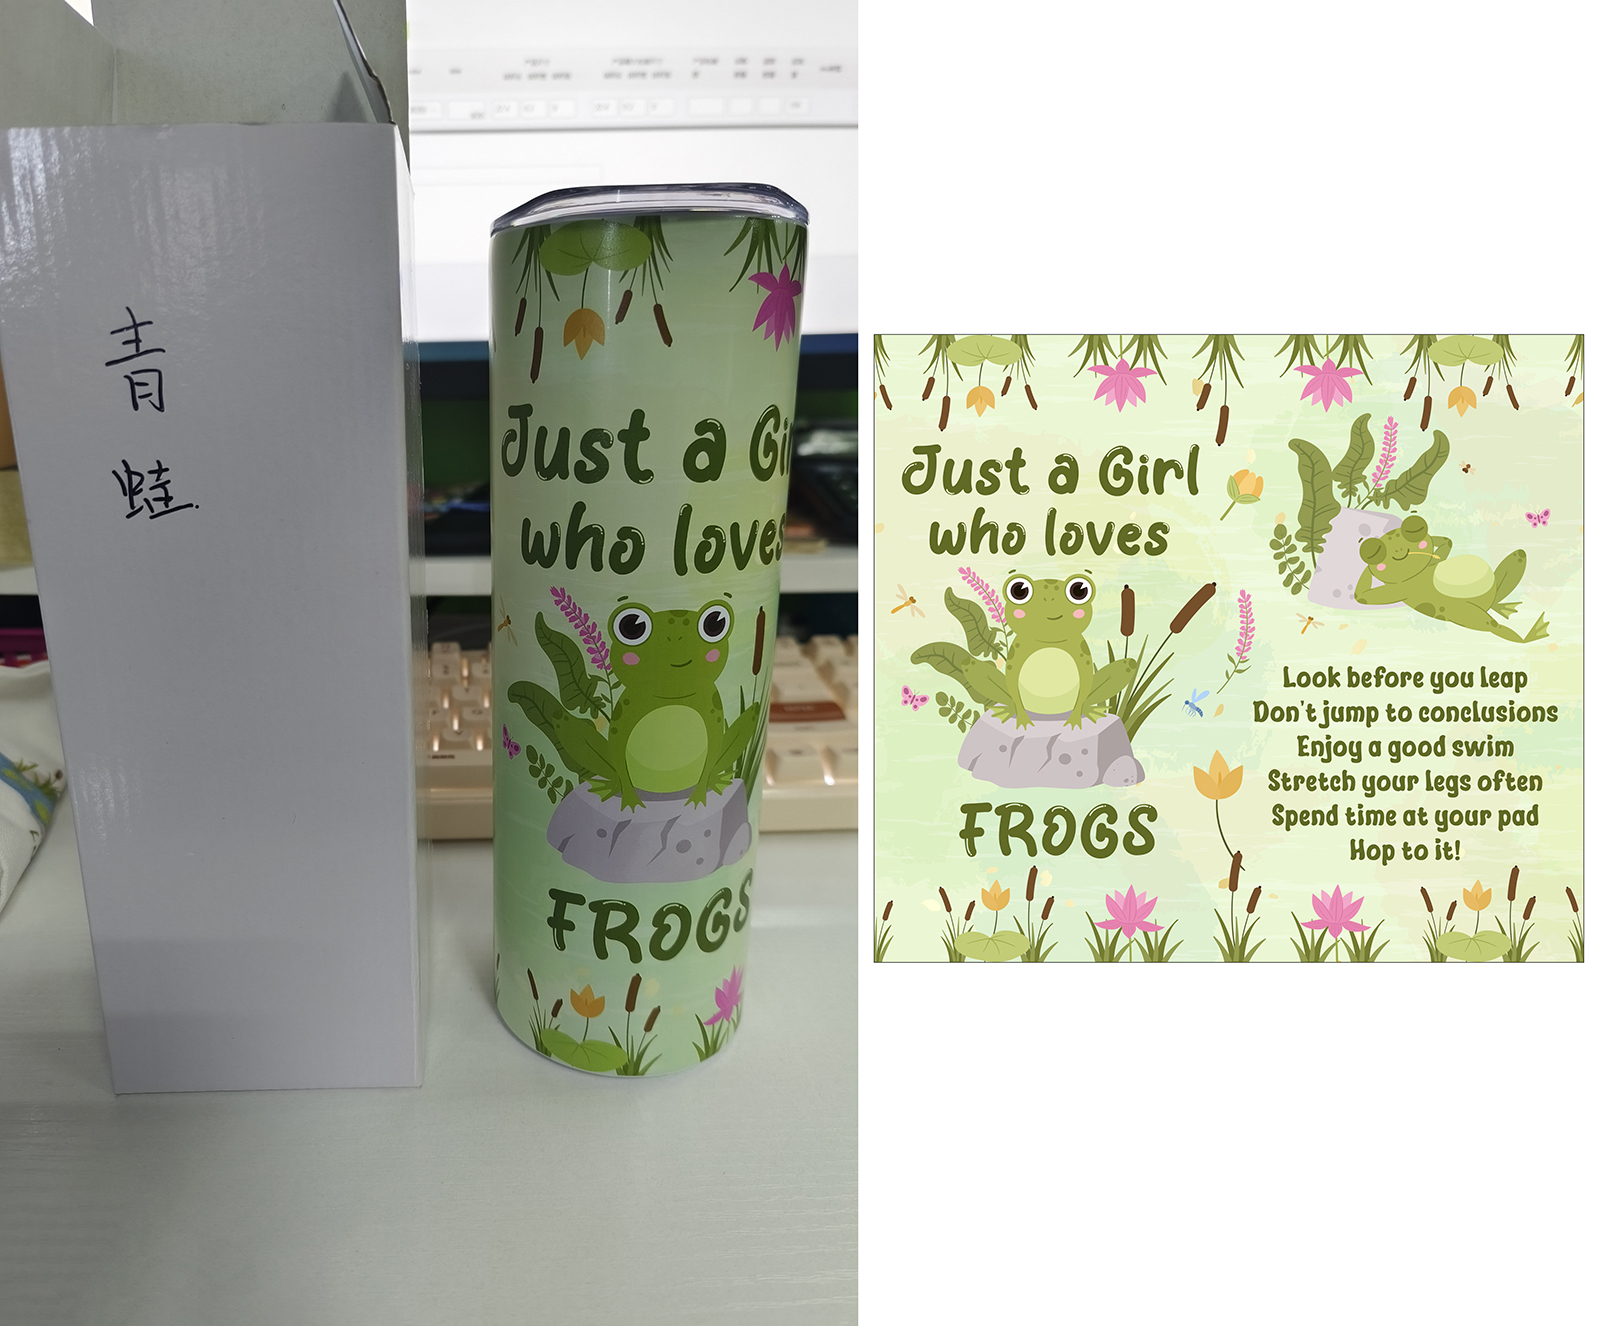 青
蛙
Just a Gir
who loves
FROGS
Just a Girl
who loves
FROGS
Look before you leap
Don't jump to conclusions
Enjoy a good swim
Stretch your legs often
Spend time at your pad
Hop to it!